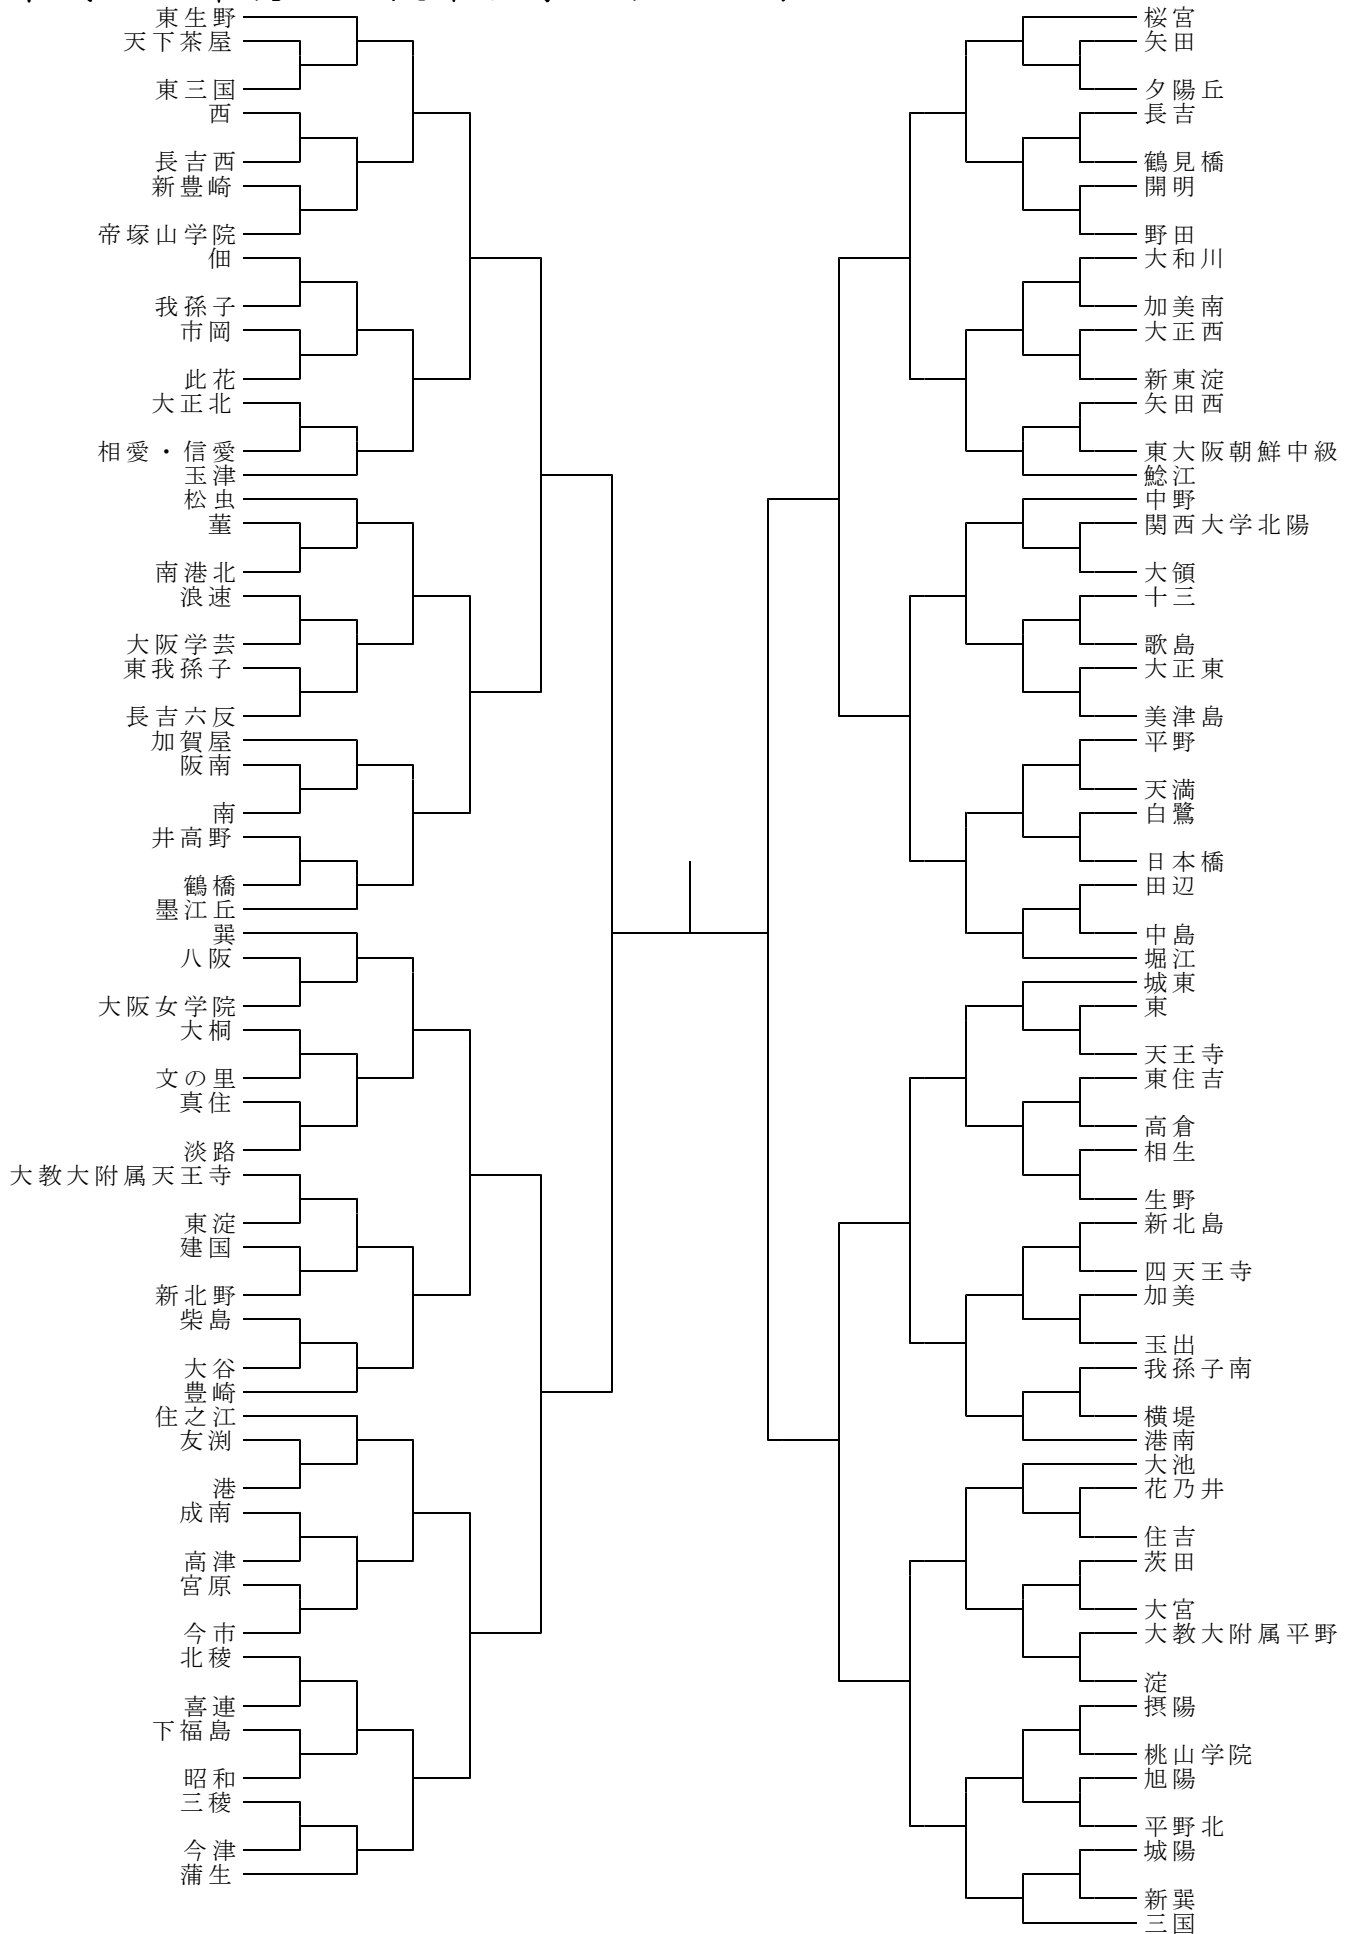 東生野
天下茶屋
東三国
西
長吉西
新豊崎
帝塚山学院
佃
我孫子
市岡
此花
大正北
相愛・信愛
玉津
松虫
菫
南港北
浪速
大阪学芸
東我孫子
長吉六反
加賀屋
阪南
南
井高野
鶴橋
墨江丘
巽
八阪
大阪女学院
大桐
文の里
真住
淡路
大教大附属天王寺
東淀
建国
新北野
柴島
大谷
豊崎
住之江
友渕
港
成南
高津
宮原
今市
北稜
喜連
下福島
昭和
三稜
今津
蒲生
桜宮
矢田
夕陽丘
長吉
鶴見橋
開明
野田
大和川
加美南
大正西
新東淀
矢田西
東大阪朝鮮中級
鯰江
中野
関西大学北陽
大領
十三
歌島
大正東
美津島
平野
天満
白鷺
日本橋
田辺
中島
堀江
城東
東
天王寺
東住吉
高倉
相生
生野
新北島
四天王寺
加美
玉出
我孫子南
横堤
港南
大池
花乃井
住吉
茨田
大宮
大教大附属平野
淀
摂陽
桃山学院
旭陽
平野北
城陽
新巽
三国